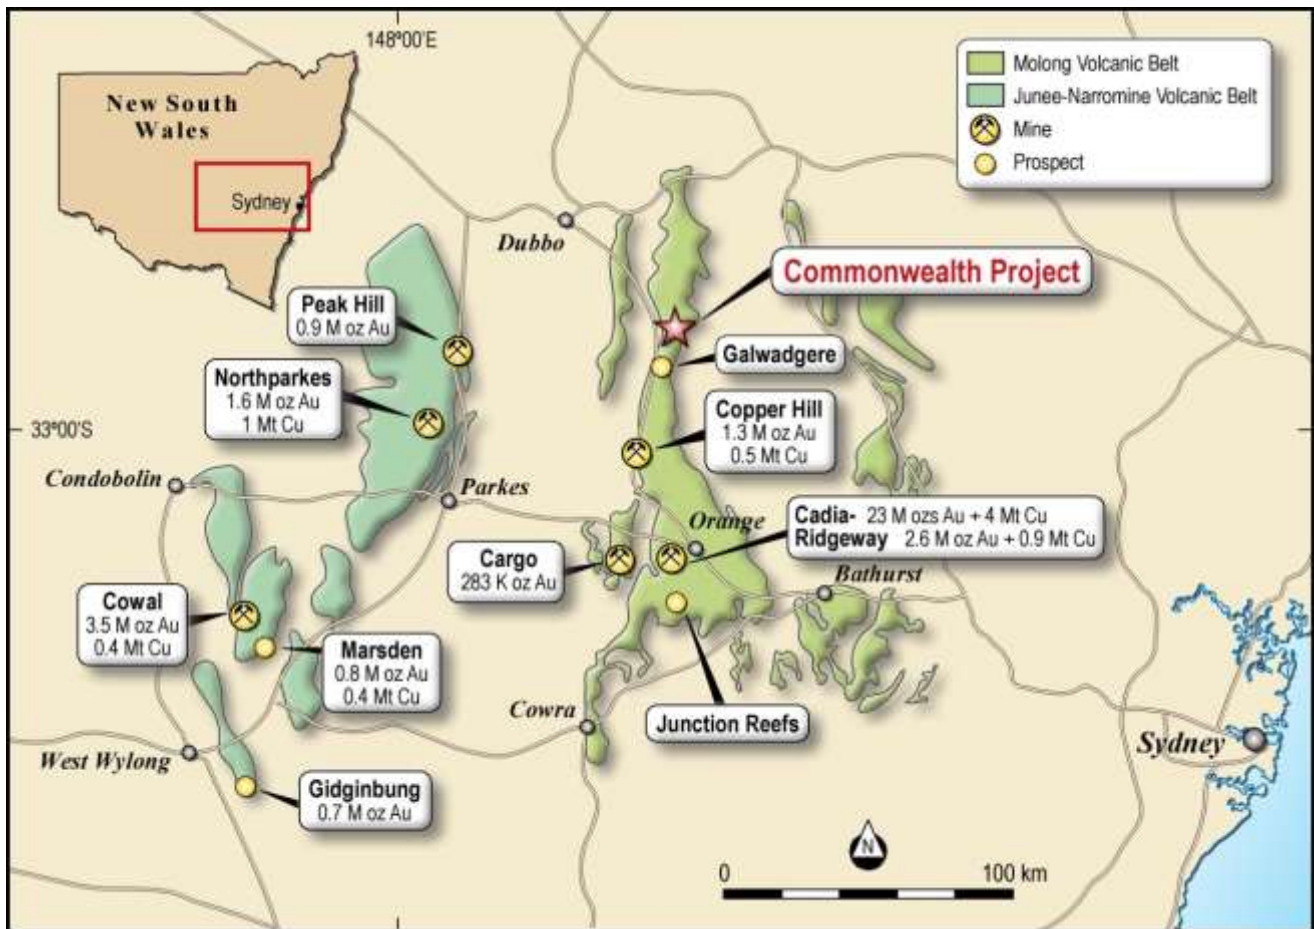 148°00'E
New South
Wales
Sydney
Molong Volcanic Belt
Junee-Narromine Volcanic Belt
Mine
Prospect
Dubbo
Commonwealth Project
Peak Hill
0.9 M oz Au
Galwadgere
Northparkes
1.6 M oz Au
1 Mt Cu
Copper Hill
1.3 M oz Au
0.5 Mt Cu
33°00'S
Condobolin
Parkes
Orange
Cadia- 23 M ozs Au + 4 Mt Cu
Ridgeway 2.6 M oz Au + 0.9 Mt Cu
Cargo
283 K oz Au
Bathurst
Cowal
3.5 M oz Au
0.4 Mt Cu
Marsden
0.8 M oz Au
0.4 Mt Cu
Cowra
Junction Reefs
Sydney
West Wylong
Gidginbung
0.7 M oz Au
N
0 100 km